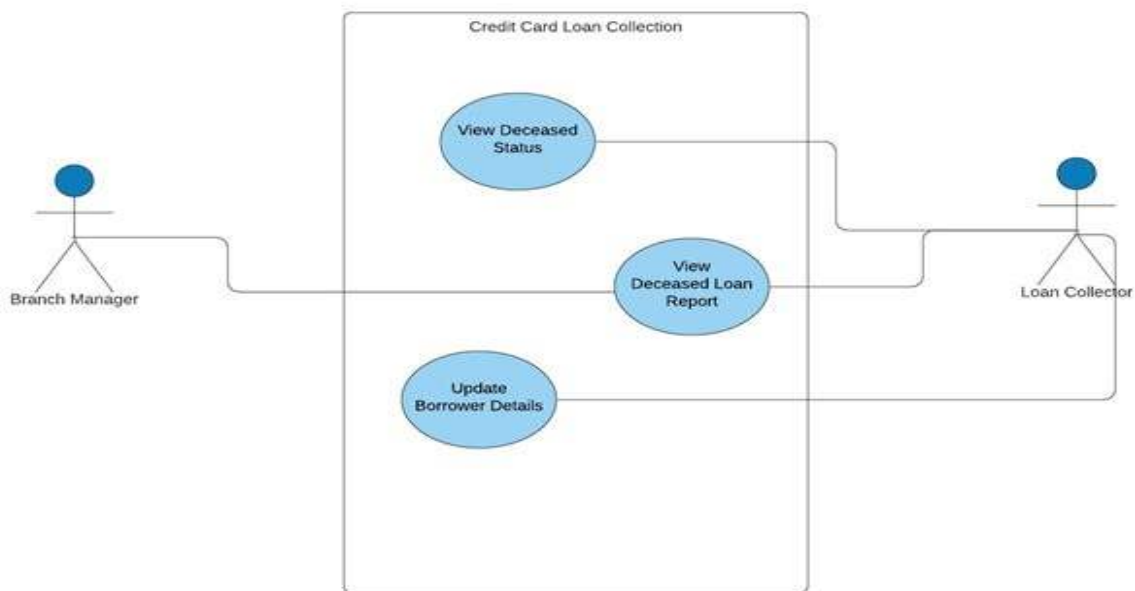 Credit Card Loan Collection
View Deceased
Status
View
Deceased Loan
Report
Branch Manager
Loan Collector
Update
Borrower Details